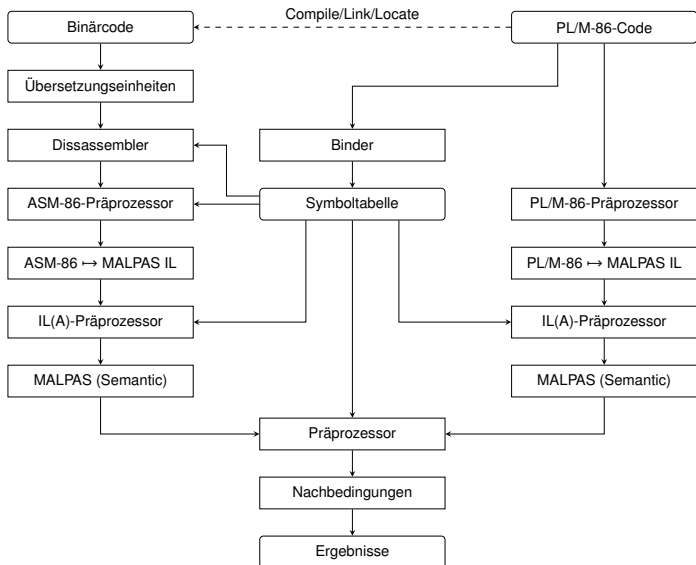 Binärcode
Compile/Link/Locate
PL/M-86-Code
Übersetzungseinheiten
Dissassembler
Binder
ASM-86-Präprozessor
Symboltabelle
PL/M-86-Präprozessor
ASM-86 ↦ MALPAS IL
PL/M-86 ↦ MALPAS IL
IL(A)-Präprozessor
IL(A)-Präprozessor
MALPAS (Semantic)
MALPAS (Semantic)
Präprozessor
Nachbedingungen
Ergebnisse